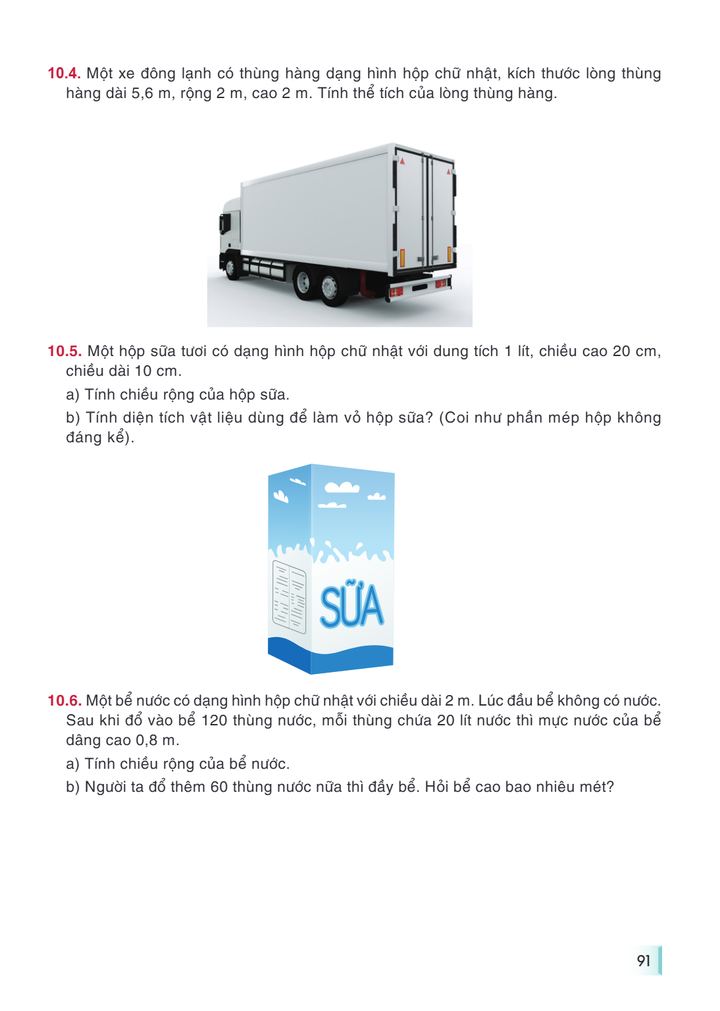 10.4. Một xe đông lạnh có thùng hàng dạng hình hộp chữ nhật, kích thước lòng thùng
hàng dài 5,6 m, rộng 2 m, cao 2 m. Tính thể tích của lòng thùng hàng.
10.5. Một hộp sữa tươi có dạng hình hộp chữ nhật với dung tích 1 lít, chiều cao 20 cm,
chiều dài 10 cm.
a) Tính chiều rộng của hộp sữa.
b) Tính diện tích vật liệu dùng để làm vỏ hộp sữa? (Coi như phần mép hộp không
đáng kể).
SỮA
10.6. Một bể nước có dạng hình hộp chữ nhật với chiều dài 2 m. Lúc đầu bể không có nước.
Sau khi đổ vào bể 120 thùng nước, mỗi thùng chứa 20 lít nước thì mực nước của bể
dâng cao 0,8 m.
a) Tính chiều rộng của bể nước.
b) Người ta đổ thêm 60 thùng nước nữa thì đầy bể. Hỏi bể cao bao nhiêu mét?
91